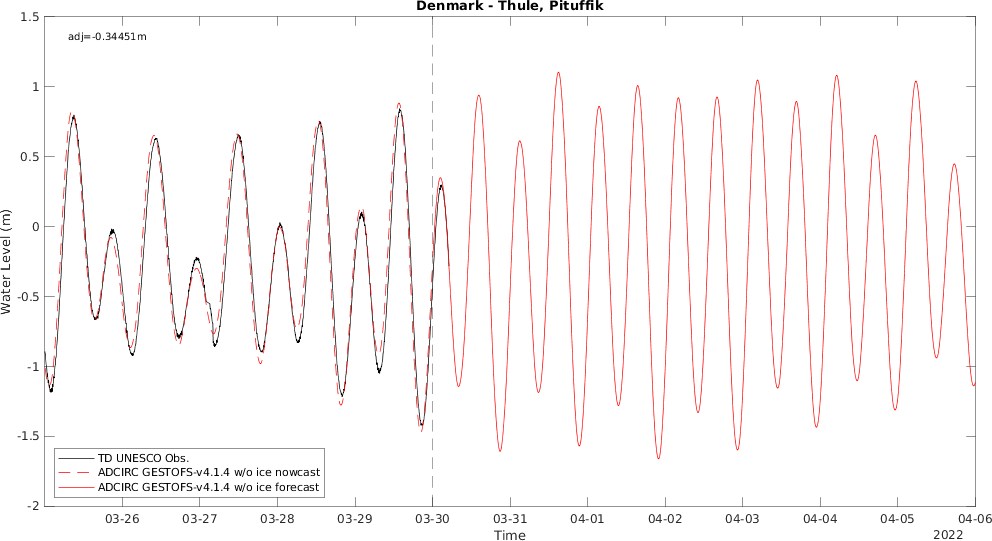 Denmark - Thule, Pituffik
adj=-0.34451m
1.5
1
0.5
0
-0.5
-1
-1.5
-2
Water Level (m)
TD UNESCO Obs.
ADCIRC GESTOFS-v4.1.4 w/o ice nowcast
ADCIRC GESTOFS-v4.1.4 w/o ice forecast
03-26 03-27 03-28 03-29 03-30 03-31 04-01 04-02 04-03 04-04 04-05 04-06
Time
2022